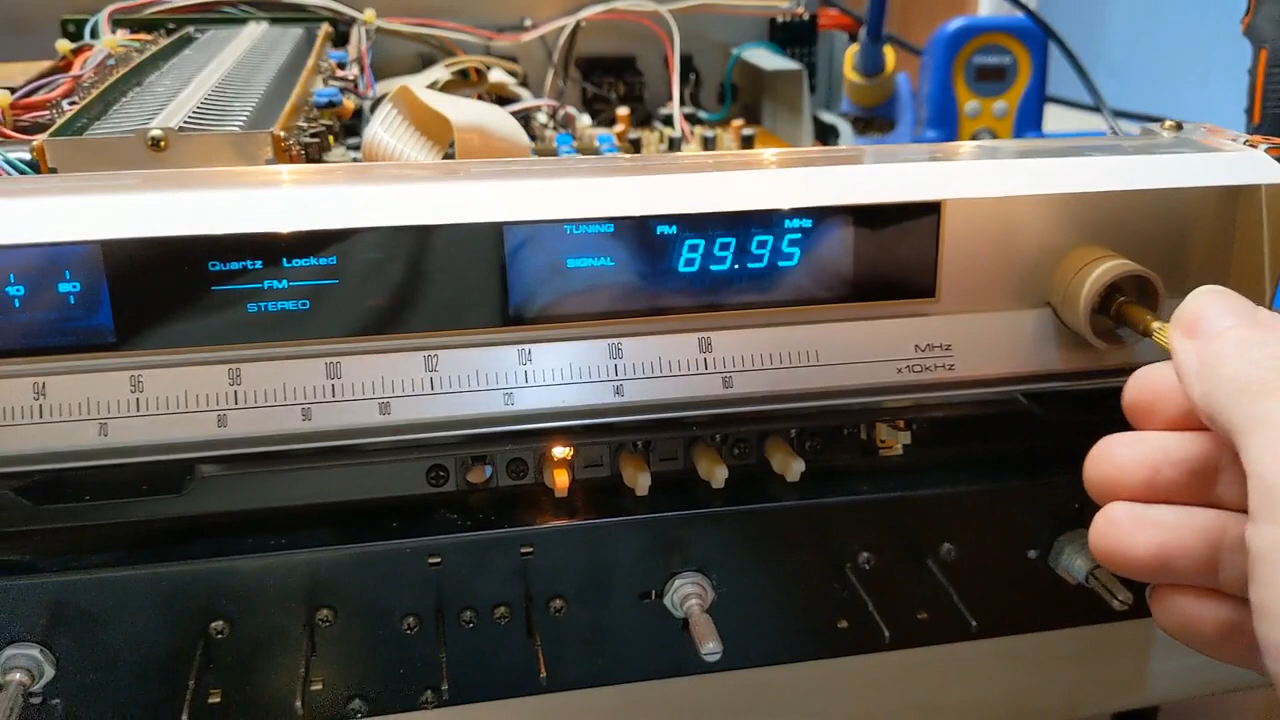 TUNING FM MHz
89.95
SIGNAL
Quartz Locked
FM
STEREO
10 80
94 96 98 100 102 104 106 108 MHz
70 80 90 100 120 140 160 x10kHz